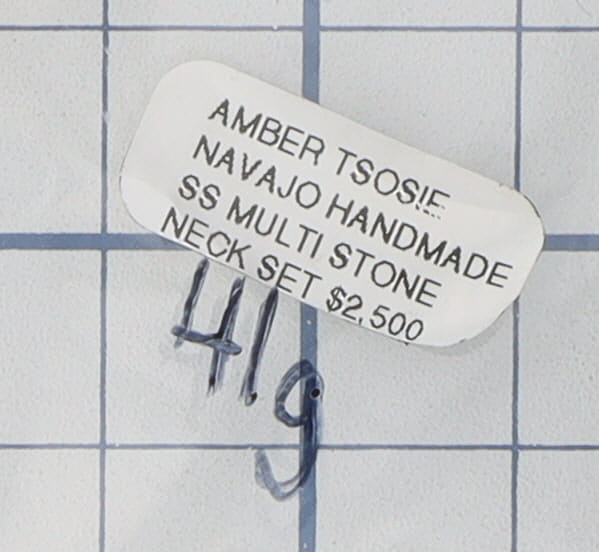 AMBER TSOSIE
NAVAJO HANDMADE
SS MULTI STONE
NECK SET $2,500
41g